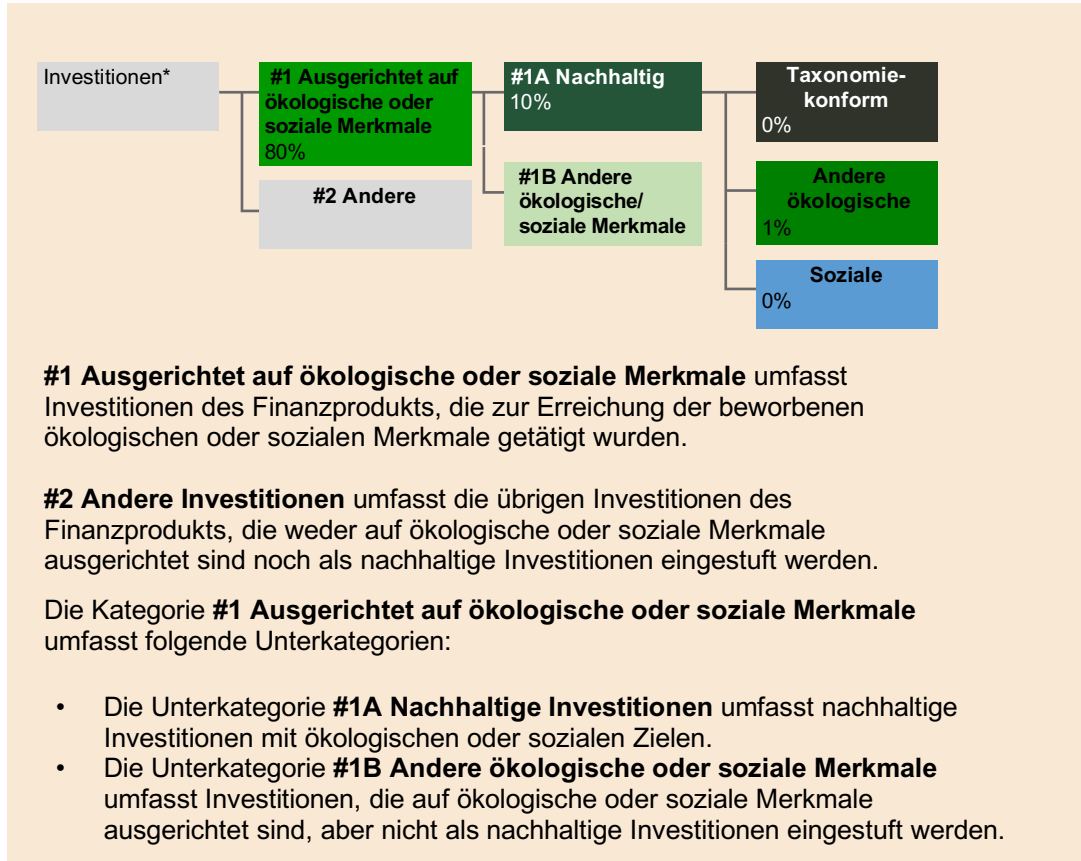 Investitionen*
#1 Ausgerichtet auf
ökologische oder
soziale Merkmale
80%
#2 Andere
#1A Nachhaltig
10%
#1B Andere
ökologische/
soziale Merkmale
Taxonomie-
konform
0%
Andere
ökologische
1%
Soziale
0%
#1 Ausgerichtet auf ökologische oder soziale Merkmale umfasst
Investitionen des Finanzprodukts, die zur Erreichung der beworbenen
ökologischen oder sozialen Merkmale getätigt wurden.
#2 Andere Investitionen umfasst die übrigen Investitionen des
Finanzprodukts, die weder auf ökologische oder soziale Merkmale
ausgerichtet sind noch als nachhaltige Investitionen eingestuft werden.
Die Kategorie #1 Ausgerichtet auf ökologische oder soziale Merkmale
umfasst folgende Unterkategorien:
• Die Unterkategorie #1A Nachhaltige Investitionen umfasst nachhaltige
Investitionen mit ökologischen oder sozialen Zielen.
• Die Unterkategorie #1B Andere ökologische oder soziale Merkmale
umfasst Investitionen, die auf ökologische oder soziale Merkmale
ausgerichtet sind, aber nicht als nachhaltige Investitionen eingestuft werden.